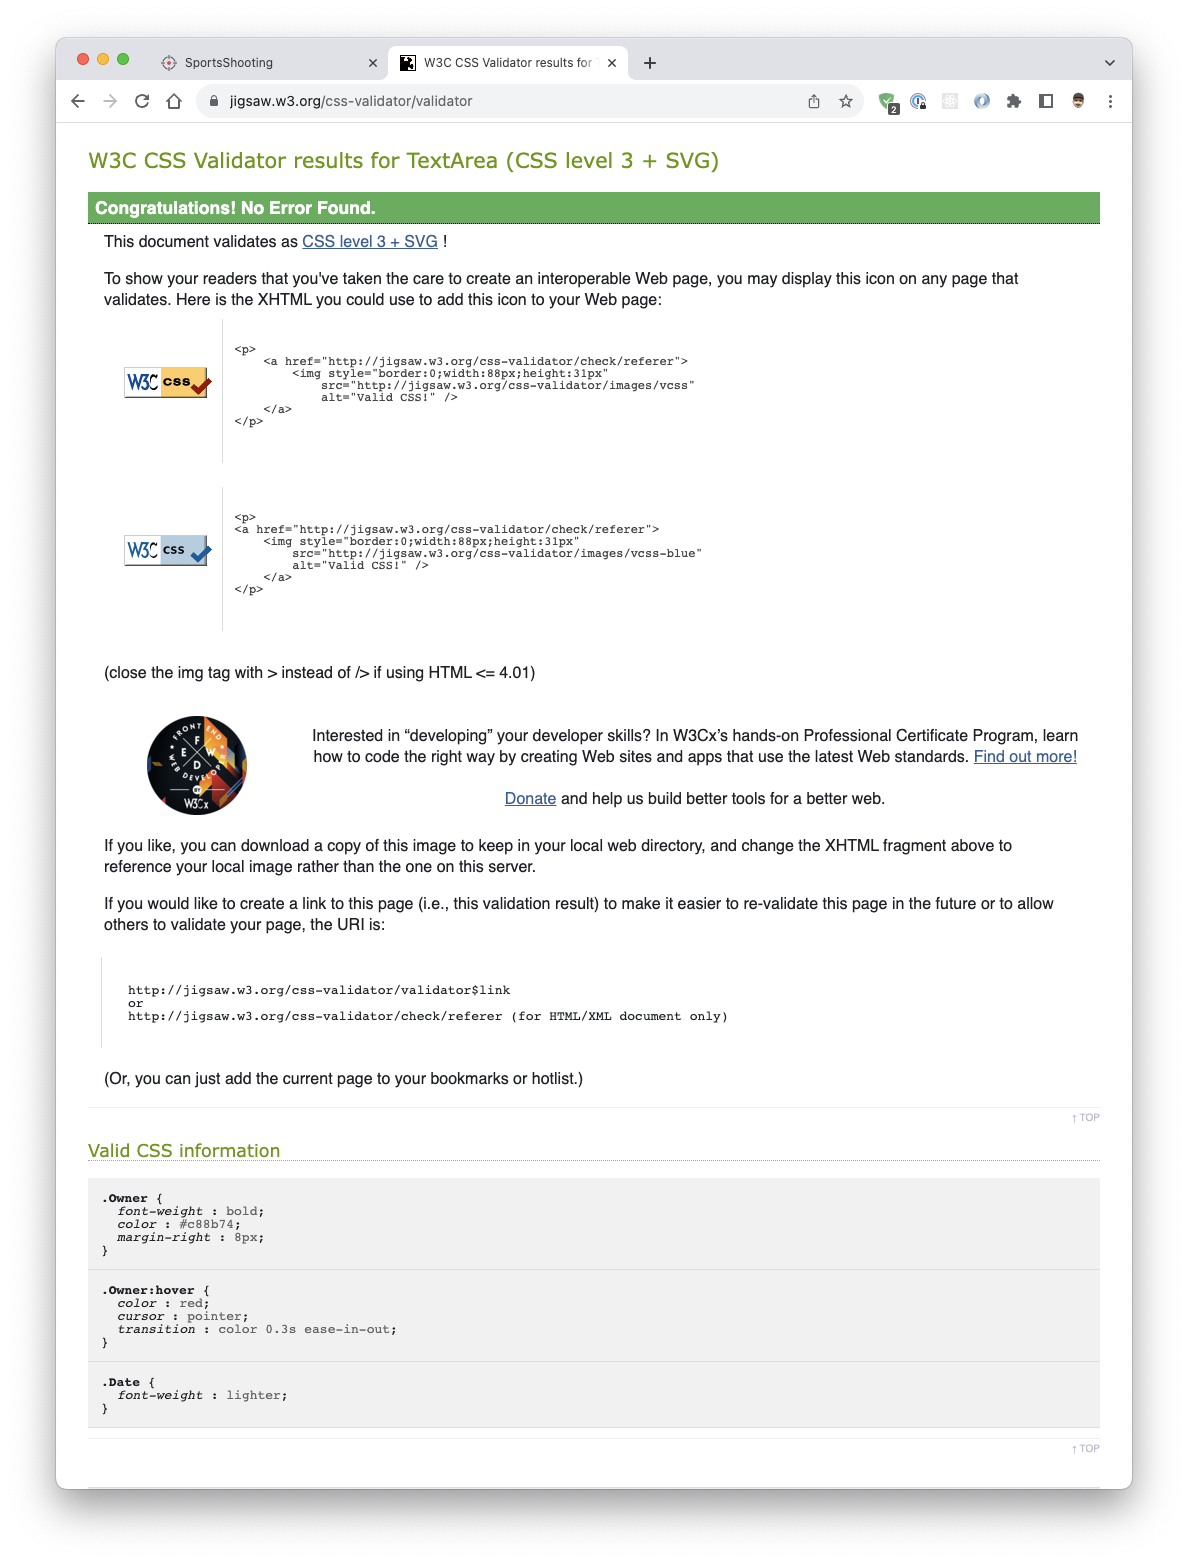 SportsShooting
W3C CSS Validator results for
jigsaw.w3.org/css-validator/validator
2
W3C CSS Validator results for TextArea (CSS level 3 + SVG)
Congratulations! No Error Found.
This document validates as CSS level 3 + SVG !
To show your readers that you've taken the care to create an interoperable Web page, you may display this icon on any page that
validates. Here is the XHTML you could use to add this icon to your Web page:
W3C css
<p>
<a href="http://jigsaw.w3.org/css-validator/check/referer">
<img style="border:0;width:88px;height:31px"
src="http://jigsaw.w3.org/css-validator/images/vcss"
alt="Valid CSS!" />
</a>
</p>
W3C css
<p>
<a href="http://jigsaw.w3.org/css-validator/check/referer">
<img style="border:0;width:88px;height:31px"
src="http://jigsaw.w3.org/css-validator/images/vcss-blue"
alt="Valid CSS!" />
</a>
</p>
(close the img tag with > instead of /> if using HTML <= 4.01)
FRONT END
F
E W
D
WEB DEVELOPER
BY
W3Cx
Interested in “developing” your developer skills? In W3Cx’s hands-on Professional Certificate Program, learn
how to code the right way by creating Web sites and apps that use the latest Web standards. Find out more!
Donate and help us build better tools for a better web.
If you like, you can download a copy of this image to keep in your local web directory, and change the XHTML fragment above to
reference your local image rather than the one on this server.
If you would like to create a link to this page (i.e., this validation result) to make it easier to re-validate this page in the future or to allow
others to validate your page, the URI is:
http://jigsaw.w3.org/css-validator/validator$link
or
http://jigsaw.w3.org/css-validator/check/referer (for HTML/XML document only)
(Or, you can just add the current page to your bookmarks or hotlist.)
↑ TOP
Valid CSS information
.Owner {
font-weight : bold;
color : #c88b74;
margin-right : 8px;
}
.Owner:hover {
color : red;
cursor : pointer;
transition : color 0.3s ease-in-out;
}
.Date {
font-weight : lighter;
}
↑ TOP